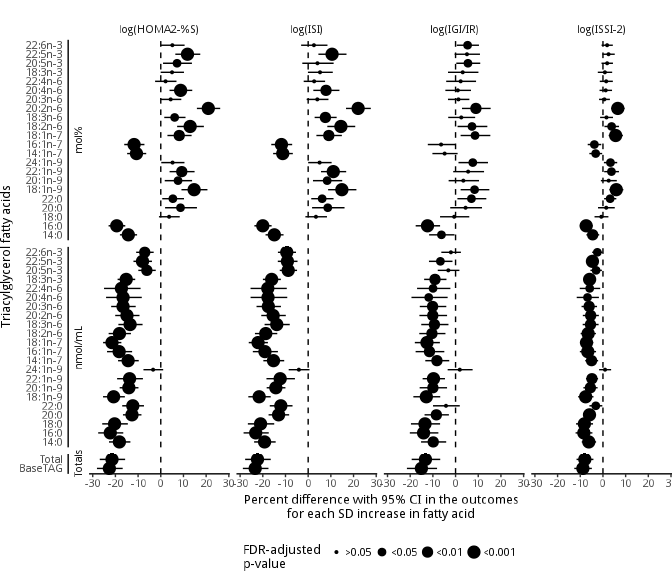 log(HOMA2-%S) log(ISI) log(IGI/IR) log(ISSI-2)
Triacylglycerol fatty acids
mol%
22:6n-3
22:5n-3
20:5n-3
18:3n-3
22:4n-6
20:4n-6
20:3n-6
20:2n-6
18:3n-6
18:2n-6
18:1n-7
16:1n-7
14:1n-7
24:1n-9
22:1n-9
20:1n-9
18:1n-9
22:0
20:0
18:0
16:0
14:0
nmol/mL
22:6n-3
22:5n-3
20:5n-3
18:3n-3
22:4n-6
20:4n-6
20:3n-6
20:2n-6
18:3n-6
18:2n-6
18:1n-7
16:1n-7
14:1n-7
24:1n-9
22:1n-9
20:1n-9
18:1n-9
22:0
20:0
18:0
16:0
14:0
Totals
Total
BaseTAG
-30 -20 -10 0 10 20 30 -30 -20 -10 0 10 20 30 -30 -20 -10 0 10 20 30 -30 -20 -10 0 10 20 30
Percent difference with 95% CI in the outcomes
for each SD increase in fatty acid
FDR-adjusted
p-value
>0.05 <0.05 <0.01 <0.001